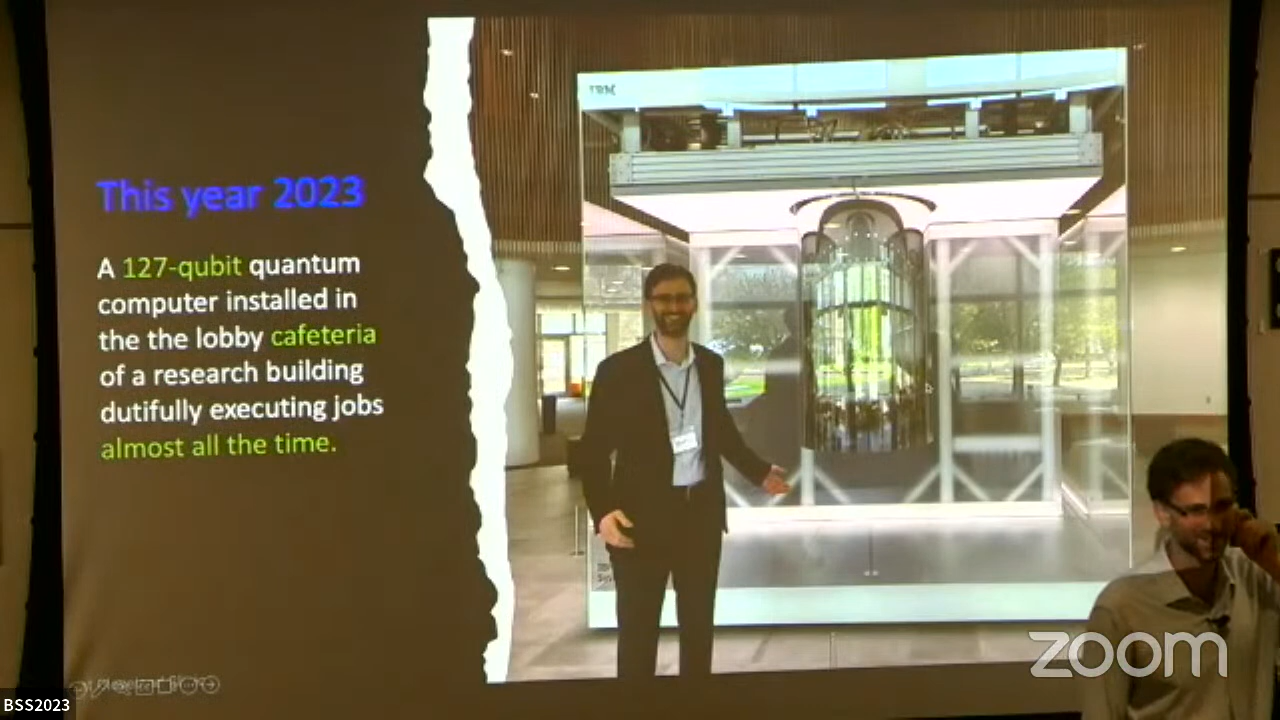 This year 2023
A 127-qubit quantum
computer installed in
the the lobby cafeteria
of a research building
dutifully executing jobs
almost all the time.
IBM
zoom
BSS2023